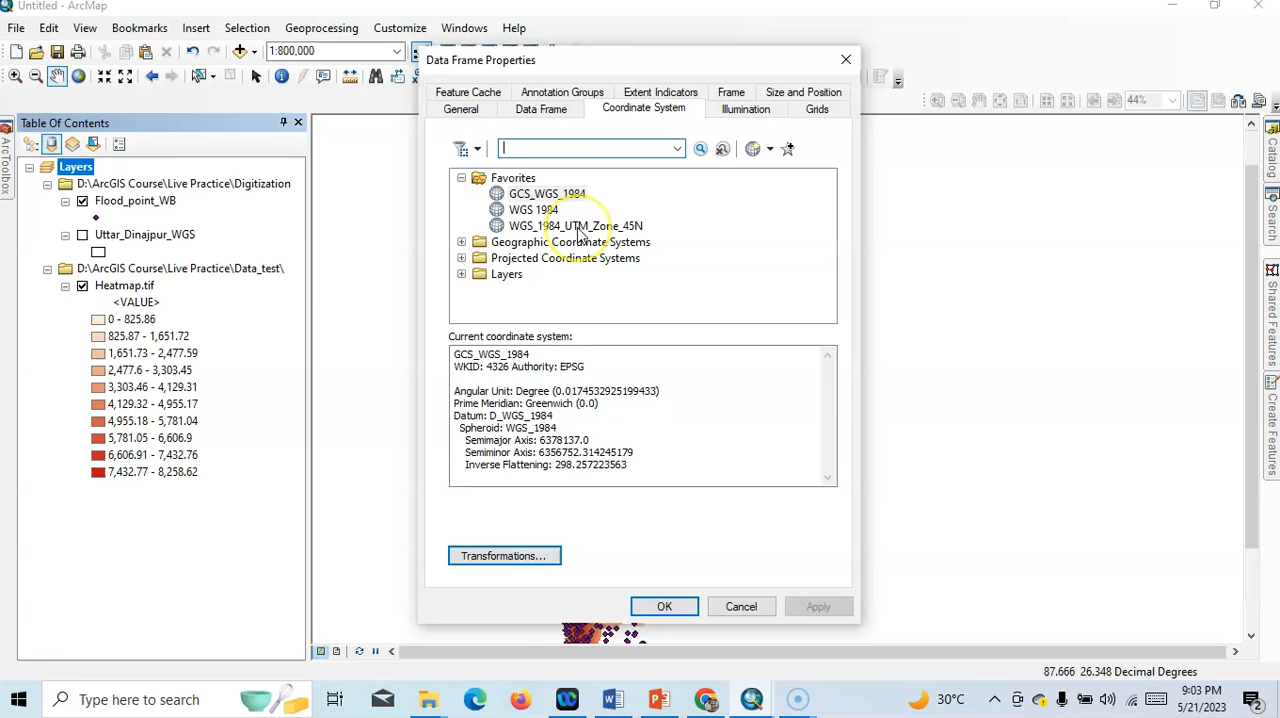 Untitled - ArcMap
File Edit View Bookmarks Insert Selection Geoprocessing Customize Windows Help
1:800,000
44%
Table Of Contents
Layers
D:\ArcGIS Course\Live Practice\Digitization
Flood_point_WB
Uttar_Dinajpur_WGS
D:\ArcGIS Course\Live Practice\Data_test\
Heatmap.tif
<VALUE>
0 - 825.86
825.87 - 1,651.72
1,651.73 - 2,477.59
2,477.6 - 3,303.45
3,303.46 - 4,129.31
4,129.32 - 4,955.17
4,955.18 - 5,781.04
5,781.05 - 6,606.9
6,606.91 - 7,432.76
7,432.77 - 8,258.62
ArcToolbox
Data Frame Properties
Feature Cache Annotation Groups Extent Indicators Frame Size and Position
General Data Frame Coordinate System Illumination Grids
Favorites
GCS_WGS_1984
WGS 1984
WGS_1984_UTM_Zone_45N
Geographic Coordinate Systems
Projected Coordinate Systems
Layers
Current coordinate system:
GCS_WGS_1984
WKID: 4326 Authority: EPSG
Angular Unit: Degree (0.0174532925199433)
Prime Meridian: Greenwich (0.0)
Datum: D_WGS_1984
Spheroid: WGS_1984
Semimajor Axis: 6378137.0
Semiminor Axis: 6356752.314245179
Inverse Flattening: 298.257223563
Transformations...
OK Cancel Apply
Catalog
Search
Shared Features
Create Features
87.666 26.348 Decimal Degrees
Type here to search
30°C
9:03 PM
5/21/2023
2